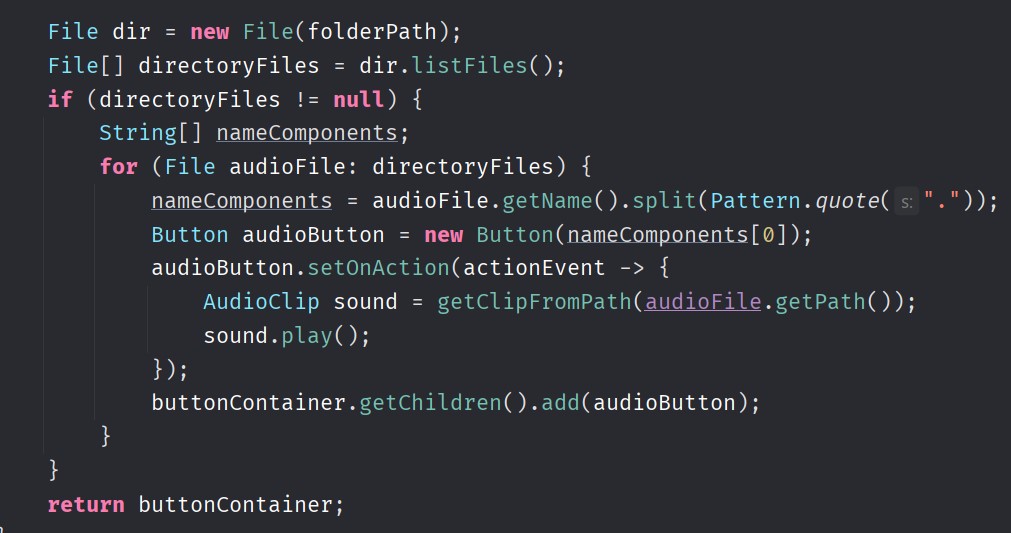 File dir = new File(folderPath);
File[] directoryFiles = dir.listFiles();
if (directoryFiles != null) {
String[] nameComponents;
for (File audioFile: directoryFiles) {
nameComponents = audioFile.getName().split(Pattern.quote( s: "."));
Button audioButton = new Button(nameComponents[0]);
audioButton.setOnAction(actionEvent -> {
AudioClip sound = getClipFromPath(audioFile.getPath());
sound.play();
});
buttonContainer.getChildren().add(audioButton);
}
}
return buttonContainer;